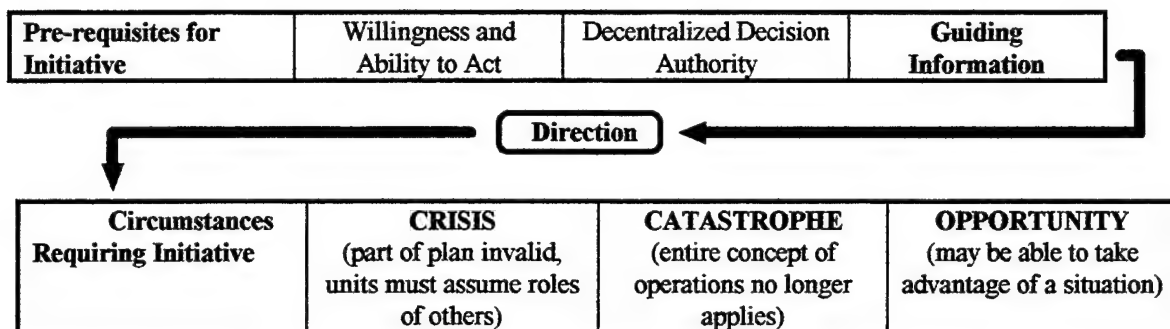 Pre-requisites for Initiative
Willingness and
Ability to Act
Decentralized Decision
Authority
Guiding
Information
Direction
Circumstances
Requiring Initiative
CRISIS
(part of plan invalid,
units must assume roles
of others)
CATASTROPHE
(entire concept of
operations no longer
applies)
OPPORTUNITY
(may be able to take
advantage of a situation)